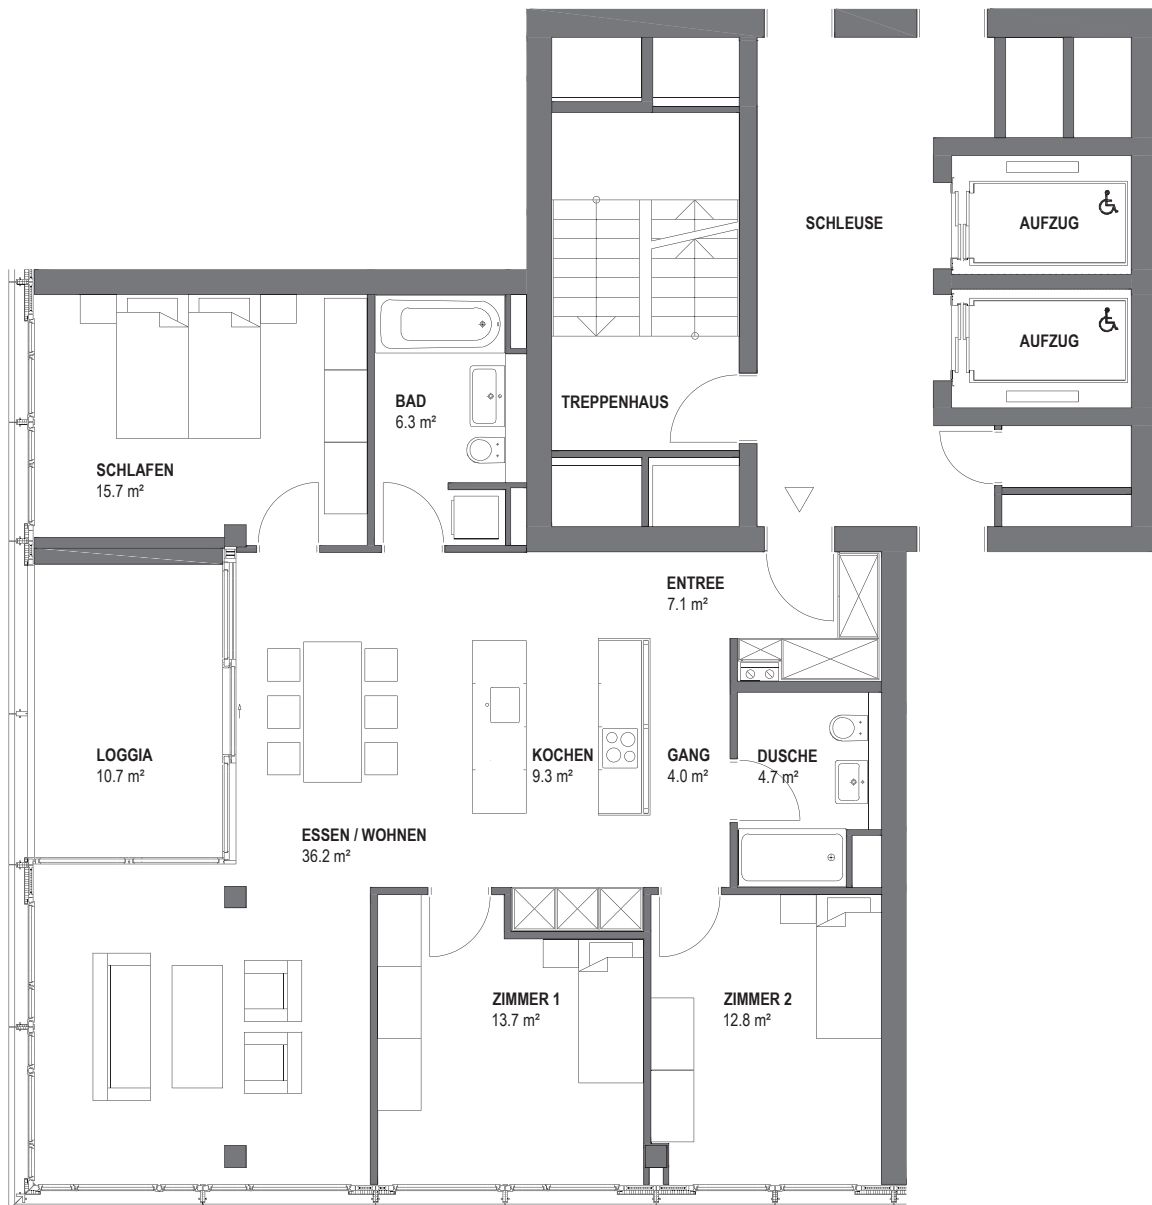 SCHLEUSE
AUFZUG
AUFZUG
TREPPENHAUS
BAD
6.3 m²
SCHLAFEN
15.7 m²
ENTREE
7.1 m²
LOGGIA
10.7 m²
KOCHEN
9.3 m²
GANG
4.0 m²
DUSCHE
4.7 m²
ESSEN / WOHNEN
36.2 m²
ZIMMER 1
13.7 m²
ZIMMER 2
12.8 m²